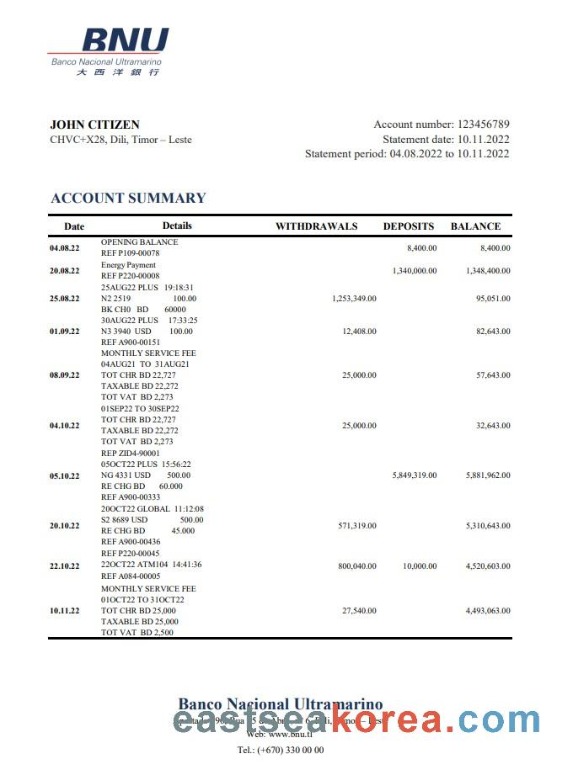 BNU
Banco Nacional Ultramarino
大西洋銀行
JOHN CITIZEN
CHVC+X28, Dili, Timor – Leste
Account number: 123456789
Statement date: 10.11.2022
Statement period: 04.08.2022 to 10.11.2022
ACCOUNT SUMMARY
Date Details WITHDRAWALS DEPOSITS BALANCE
OPENING BALANCE
04.08.22 8,400.00 8,400.00
REF P109-00078
Energy Payment
20.08.22 1,340,000.00 1,348,400.00
REF P220-00008
25AUG22 PLUS 19:18:31
25.08.22 N2 2519 100.00 1,253,349.00 95,051.00
BK CH0 BD 60000
30AUG22 PLUS 17:33:25
01.09.22 N3 3940 USD 100.00 12,408.00 82,643.00
REF A900-00151
MONTHLY SERVICE FEE
04AUG21 TO 31AUG21
08.09.22 TOT CHR BD 22,727 25,000.00 57,643.00
TAXABLE BD 22,272
TOT VAT BD 2,273
01SEP22 TO 30SEP22
04.10.22 TOT CHR BD 22,727 25,000.00 32,643.00
TAXABLE BD 22,272
TOT VAT BD 2,273
REP ZID4-90001
05OCT22 PLUS 15:56:22
05.10.22 NG 4331 USD 500.00 5,849,319.00 5,881,962.00
RE CHG BD 60.000
REF A900-00333
20OCT22 GLOBAL 11:12:08
20.10.22 S2 8689 USD 500.00 571,319.00 5,310,643.00
RE CHG BD 45.000
REF A900-00436
REF P220-00045
22.10.22 22OCT22 ATM104 14:41:36 800,040.00 10,000.00 4,520,603.00
REF A084-00005
MONTHLY SERVICE FEE
01OCT22 TO 31OCT22
10.11.22 TOT CHR BD 25,000 27,540.00 4,493,063.00
TAXABLE BD 25,000
TOT VAT BD 2,500
Banco Nacional Ultramarino
eastseakorea.com
Web: www.bnu.tl
Tel.: (+670) 330 00 00